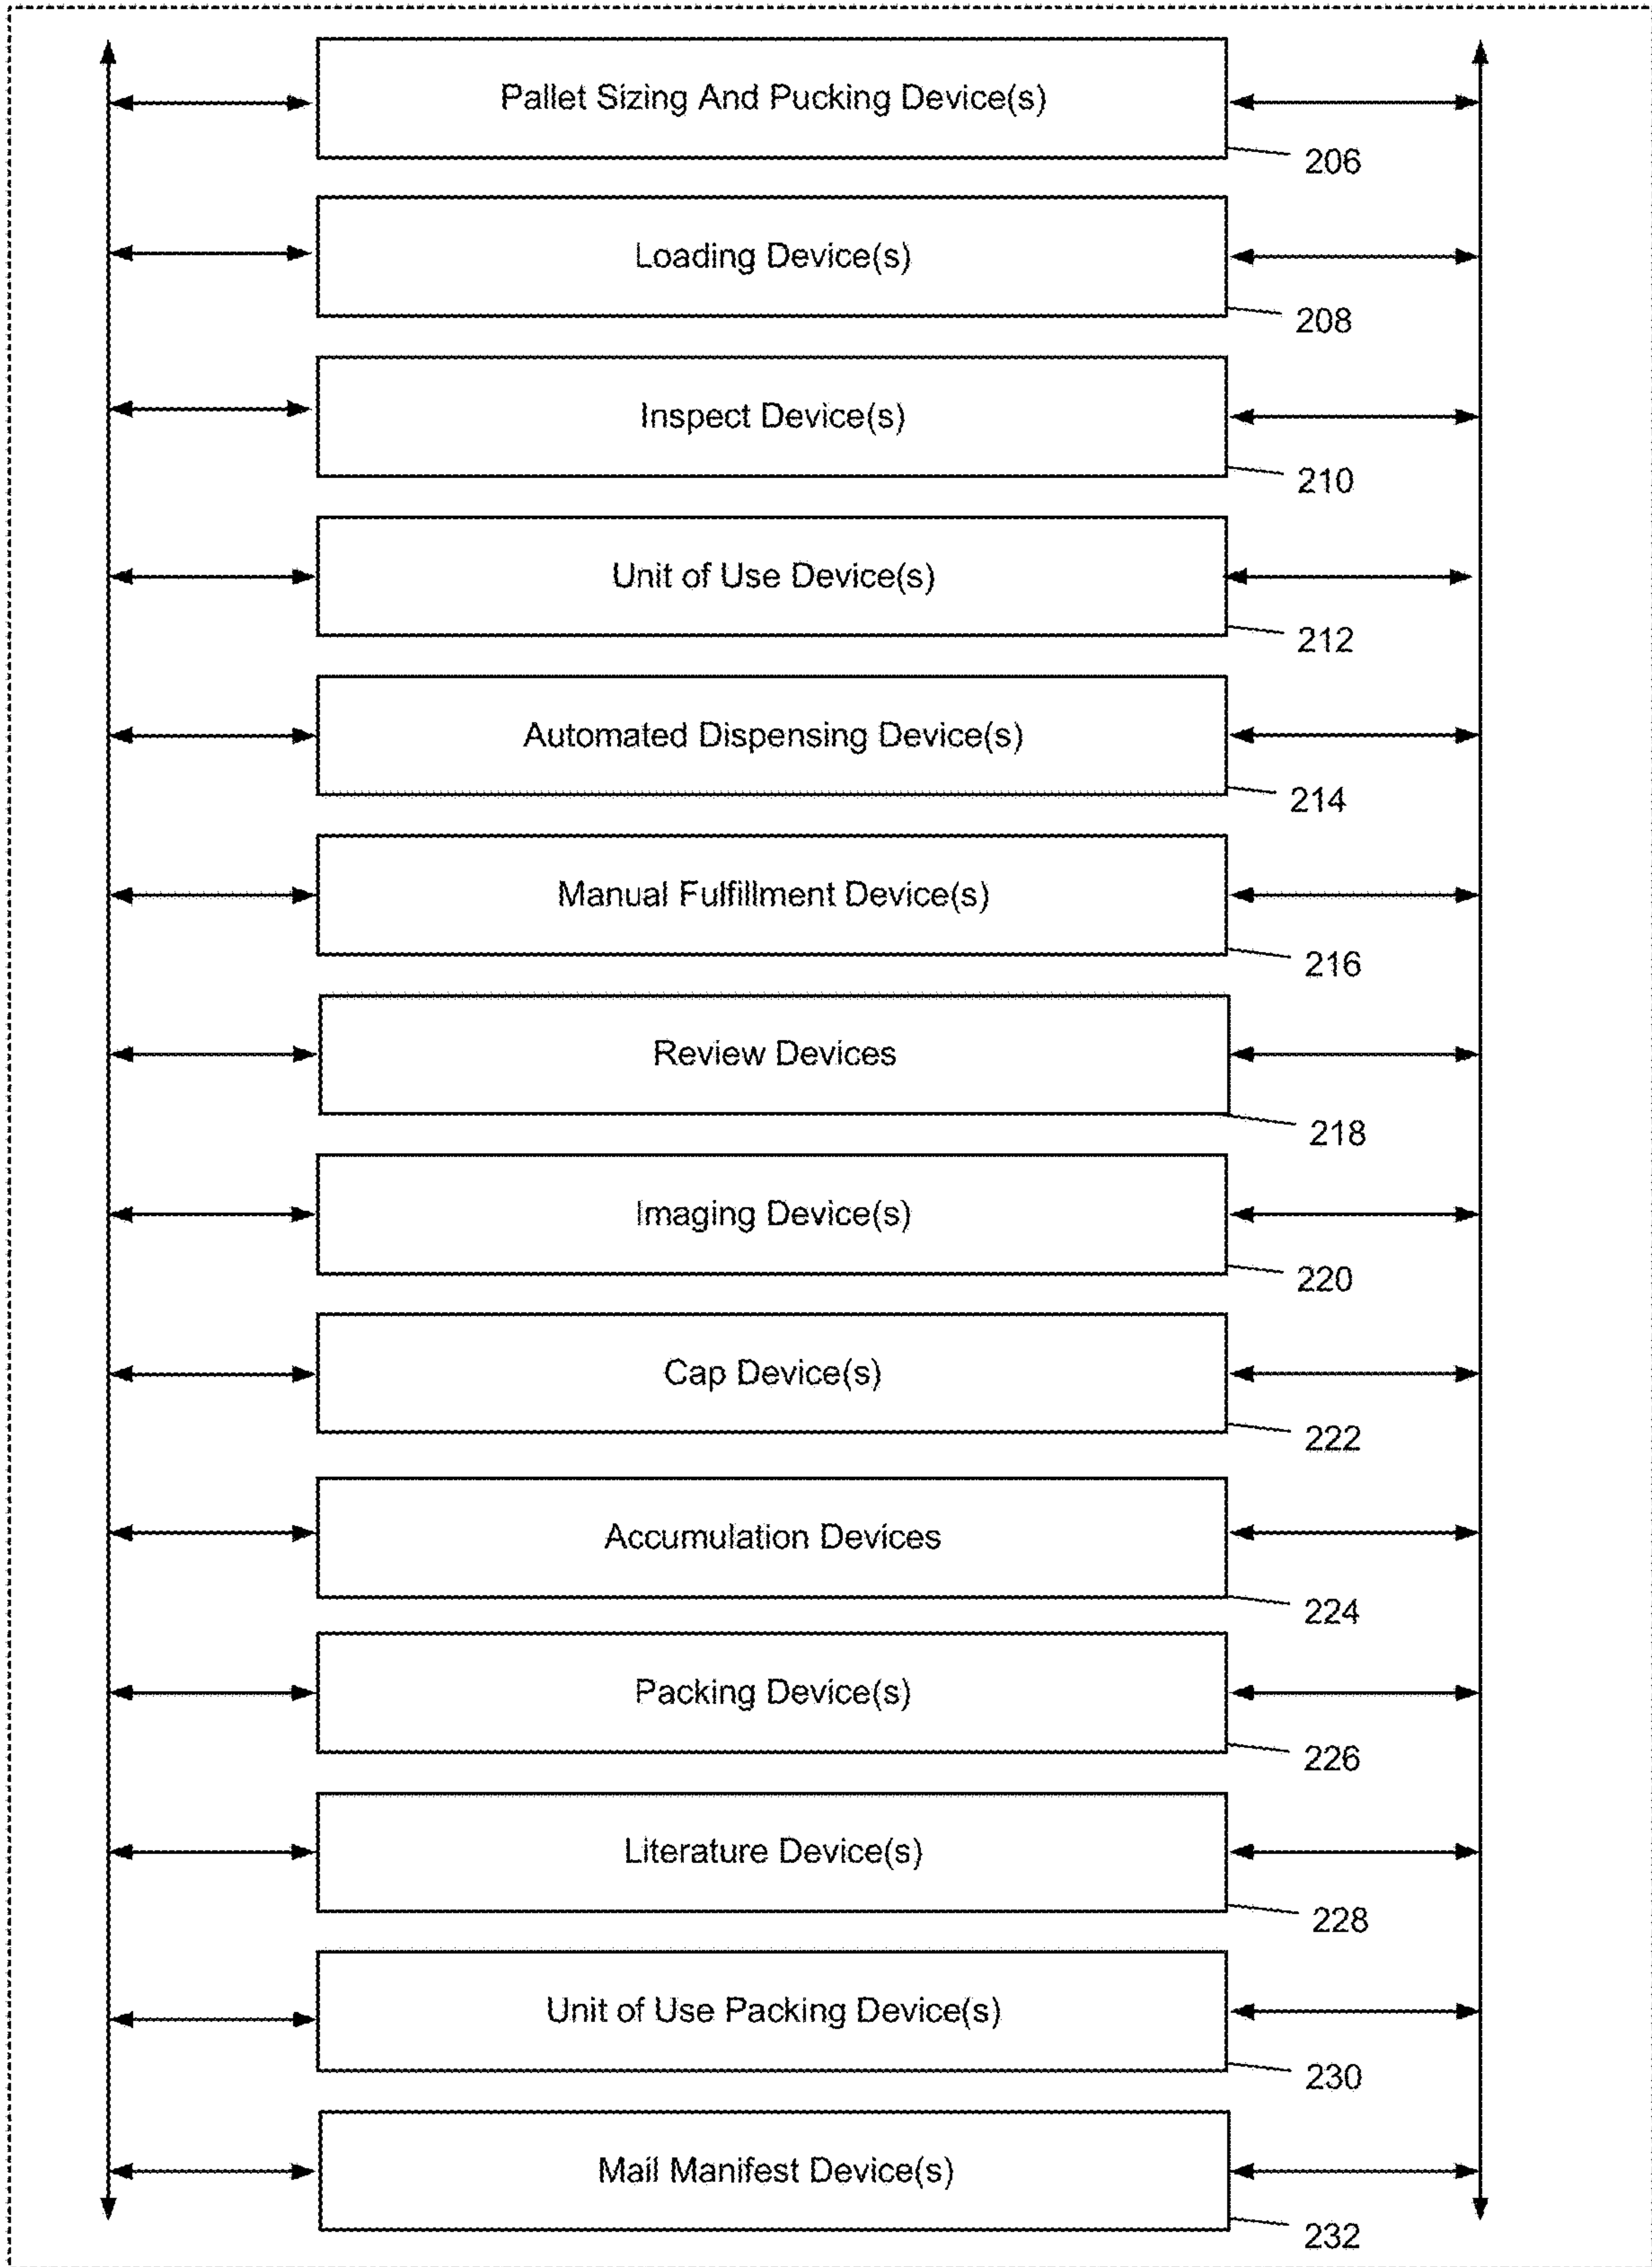 Pallet Sizing And Pucking Device(s)
206
Loading Device(s)
208
Inspect Device(s)
210
Unit of Use Device(s)
212
Automated Dispensing Device(s)
214
Manual Fulfillment Device(s)
216
Review Devices
218
Imaging Device(s)
220
Cap Device(s)
222
Accumulation Devices
224
Packing Device(s)
226
Literature Device(s)
228
Unit of Use Packing Device(s)
230
Mail Manifest Device(s)
232